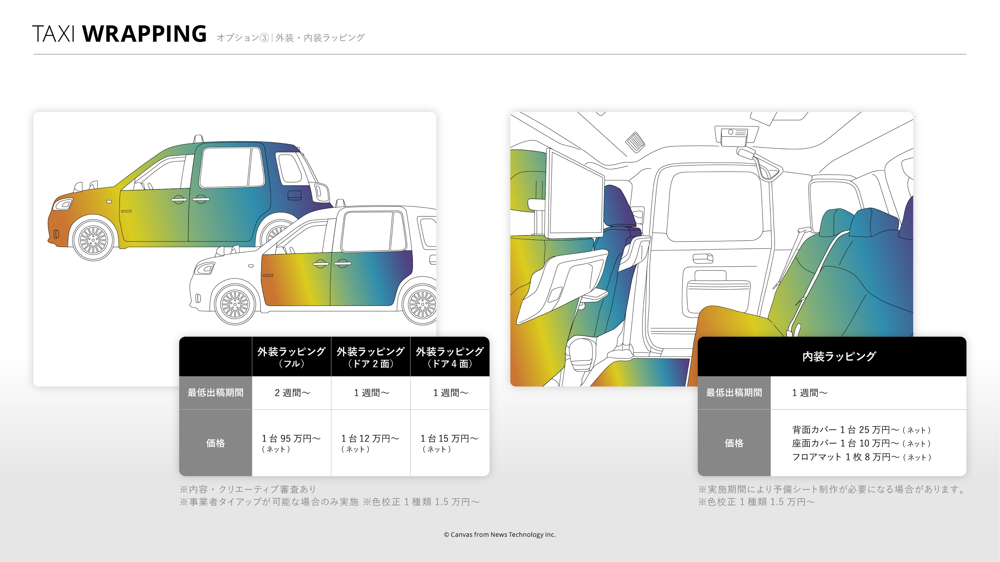 TAXI WRAPPING オプション③|外装・内装ラッピング
外装ラッピング
（フル）
外装ラッピング
（ドア 2 面）
外装ラッピング
（ドア 4 面）
最低出稿期間
2 週間～
1 週間～
1 週間～
価格
1 台 95 万円～
（ネット）
1 台 12 万円～
（ネット）
1 台 15 万円～
（ネット）
※内容・クリエーティブ審査あり
※事業者タイアップが可能な場合のみ実施 ※色校正 1 種類 1.5 万円～
内装ラッピング
最低出稿期間
1 週間～
価格
背面カバー 1 台 25 万円～（ネット）
座面カバー 1 台 10 万円～（ネット）
フロアマット 1 枚 8 万円～（ネット）
※実施期間により予備シート制作が必要になる場合があります。
※色校正 1 種類 1.5 万円～
© Canvas from News Technology Inc.